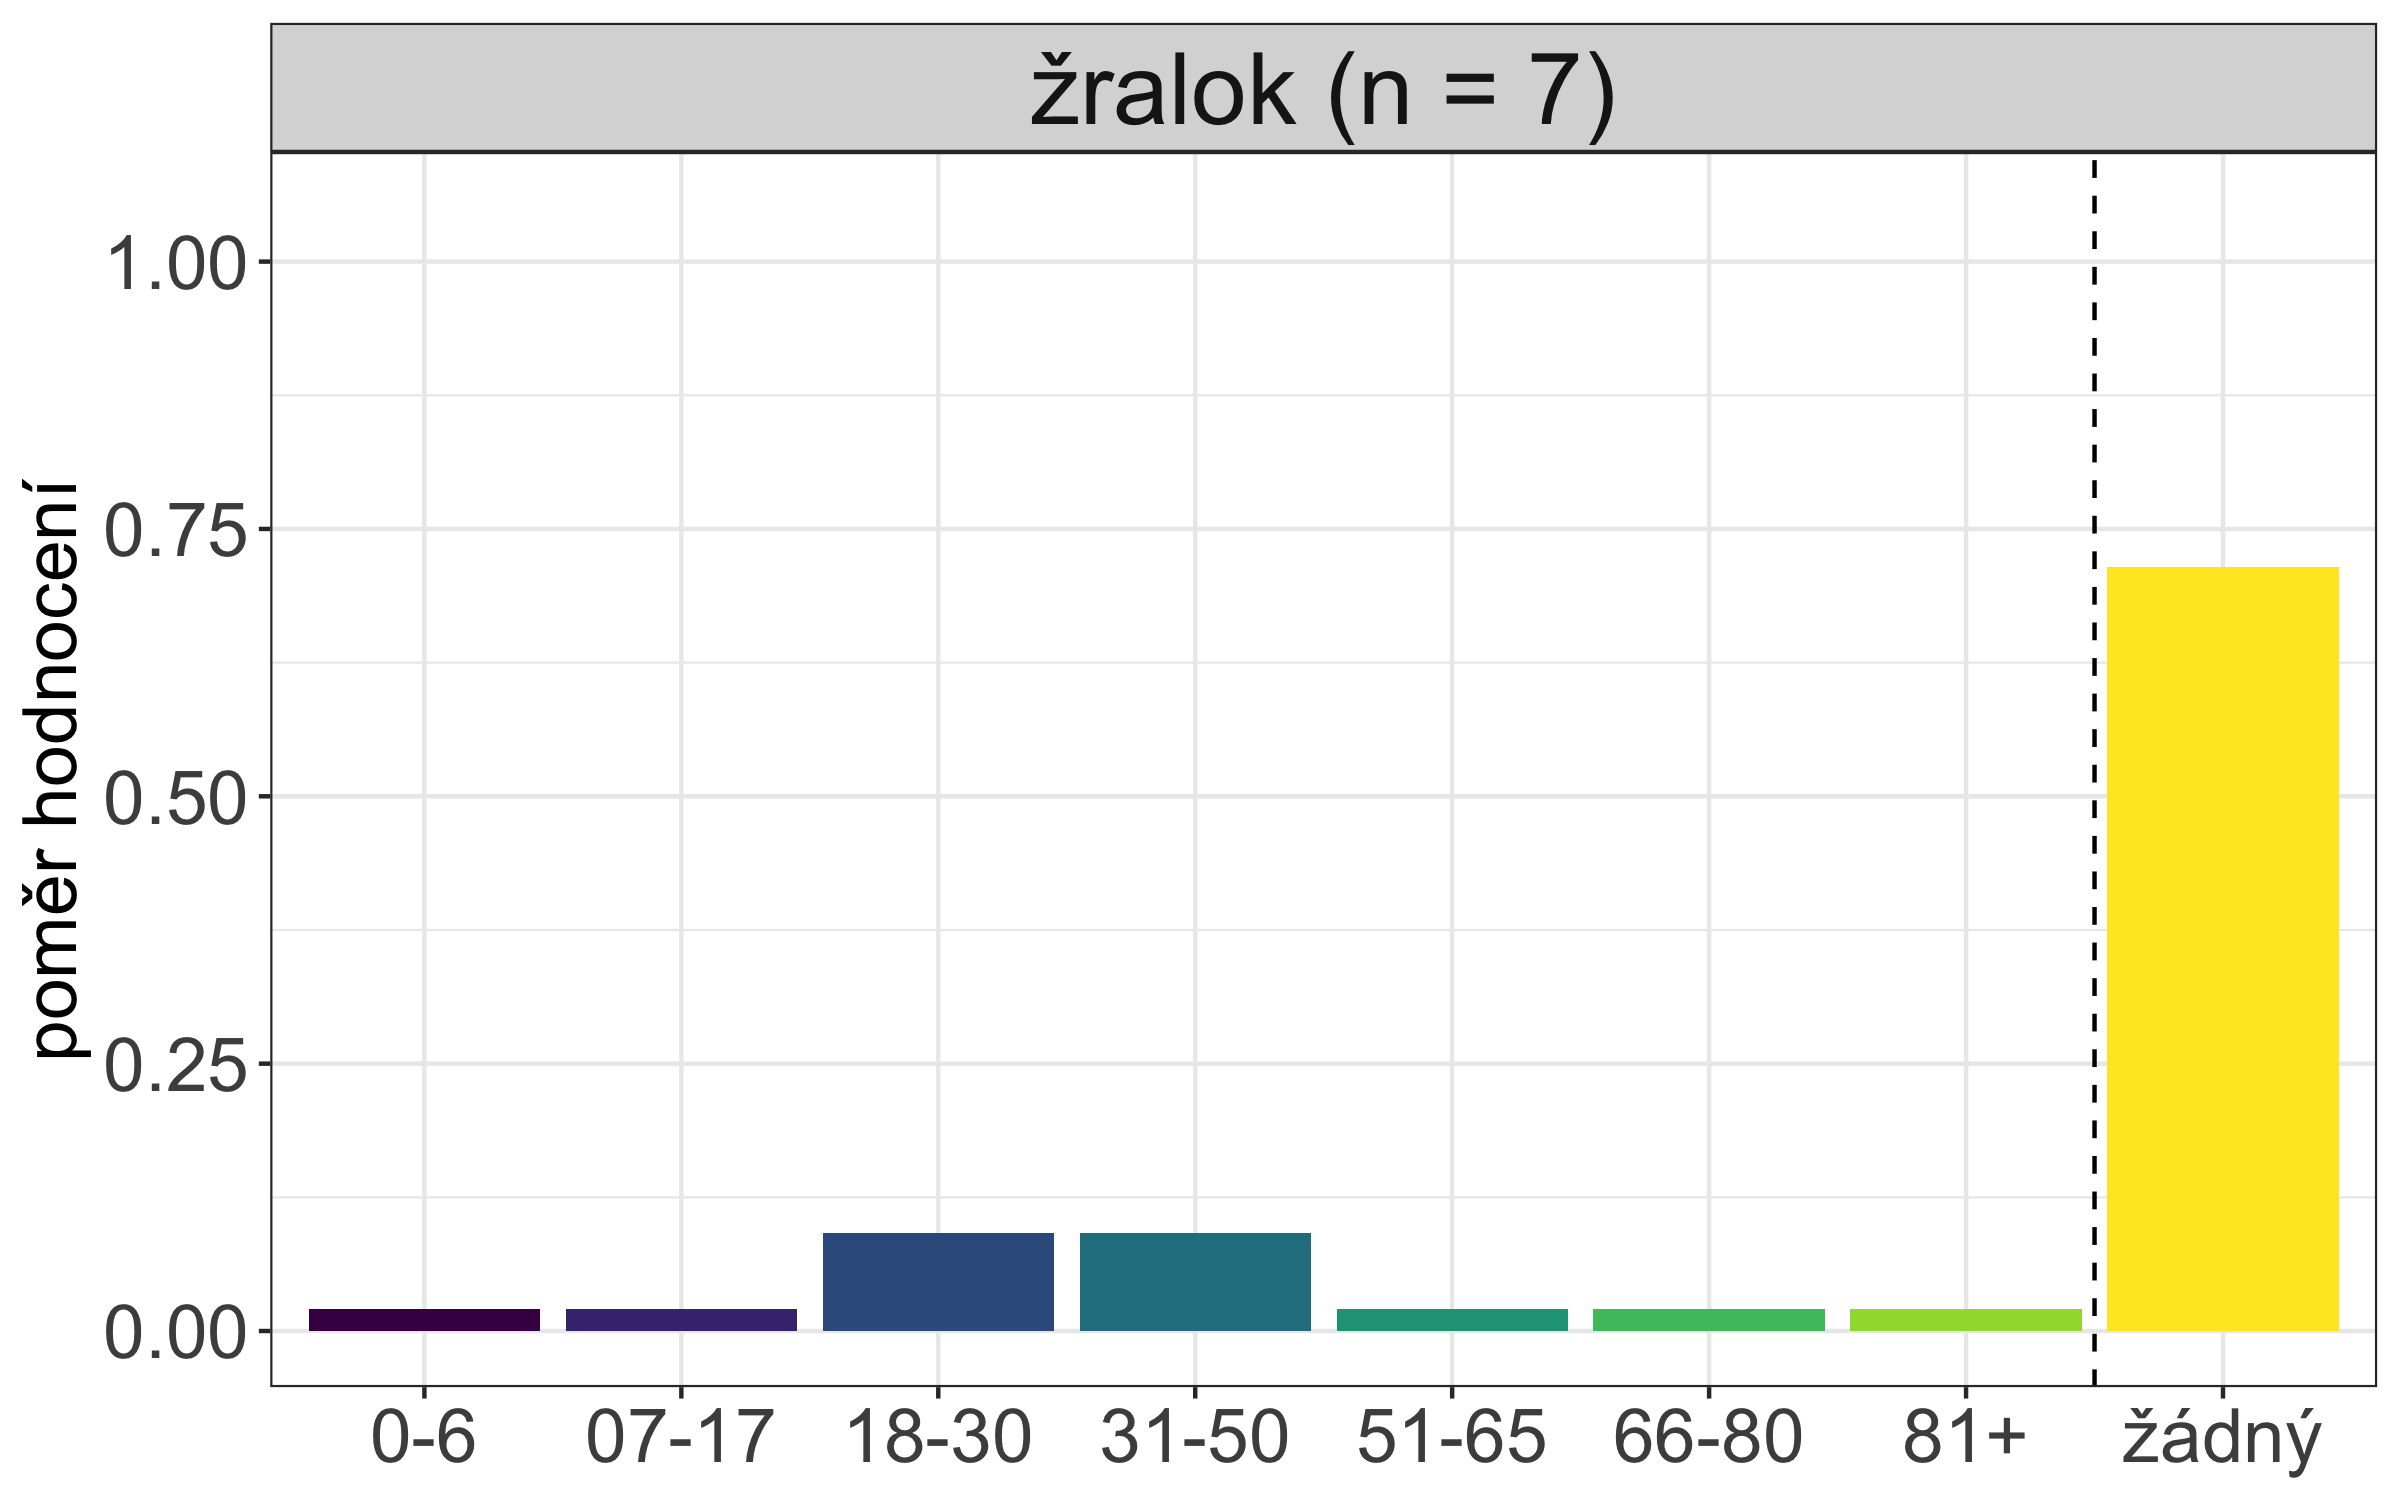 žralok (n = 7)
poměr hodnocení
1.00
0.75
0.50
0.25
0.00
0-6 07-17 18-30 31-50 51-65 66-80 81+ žádný